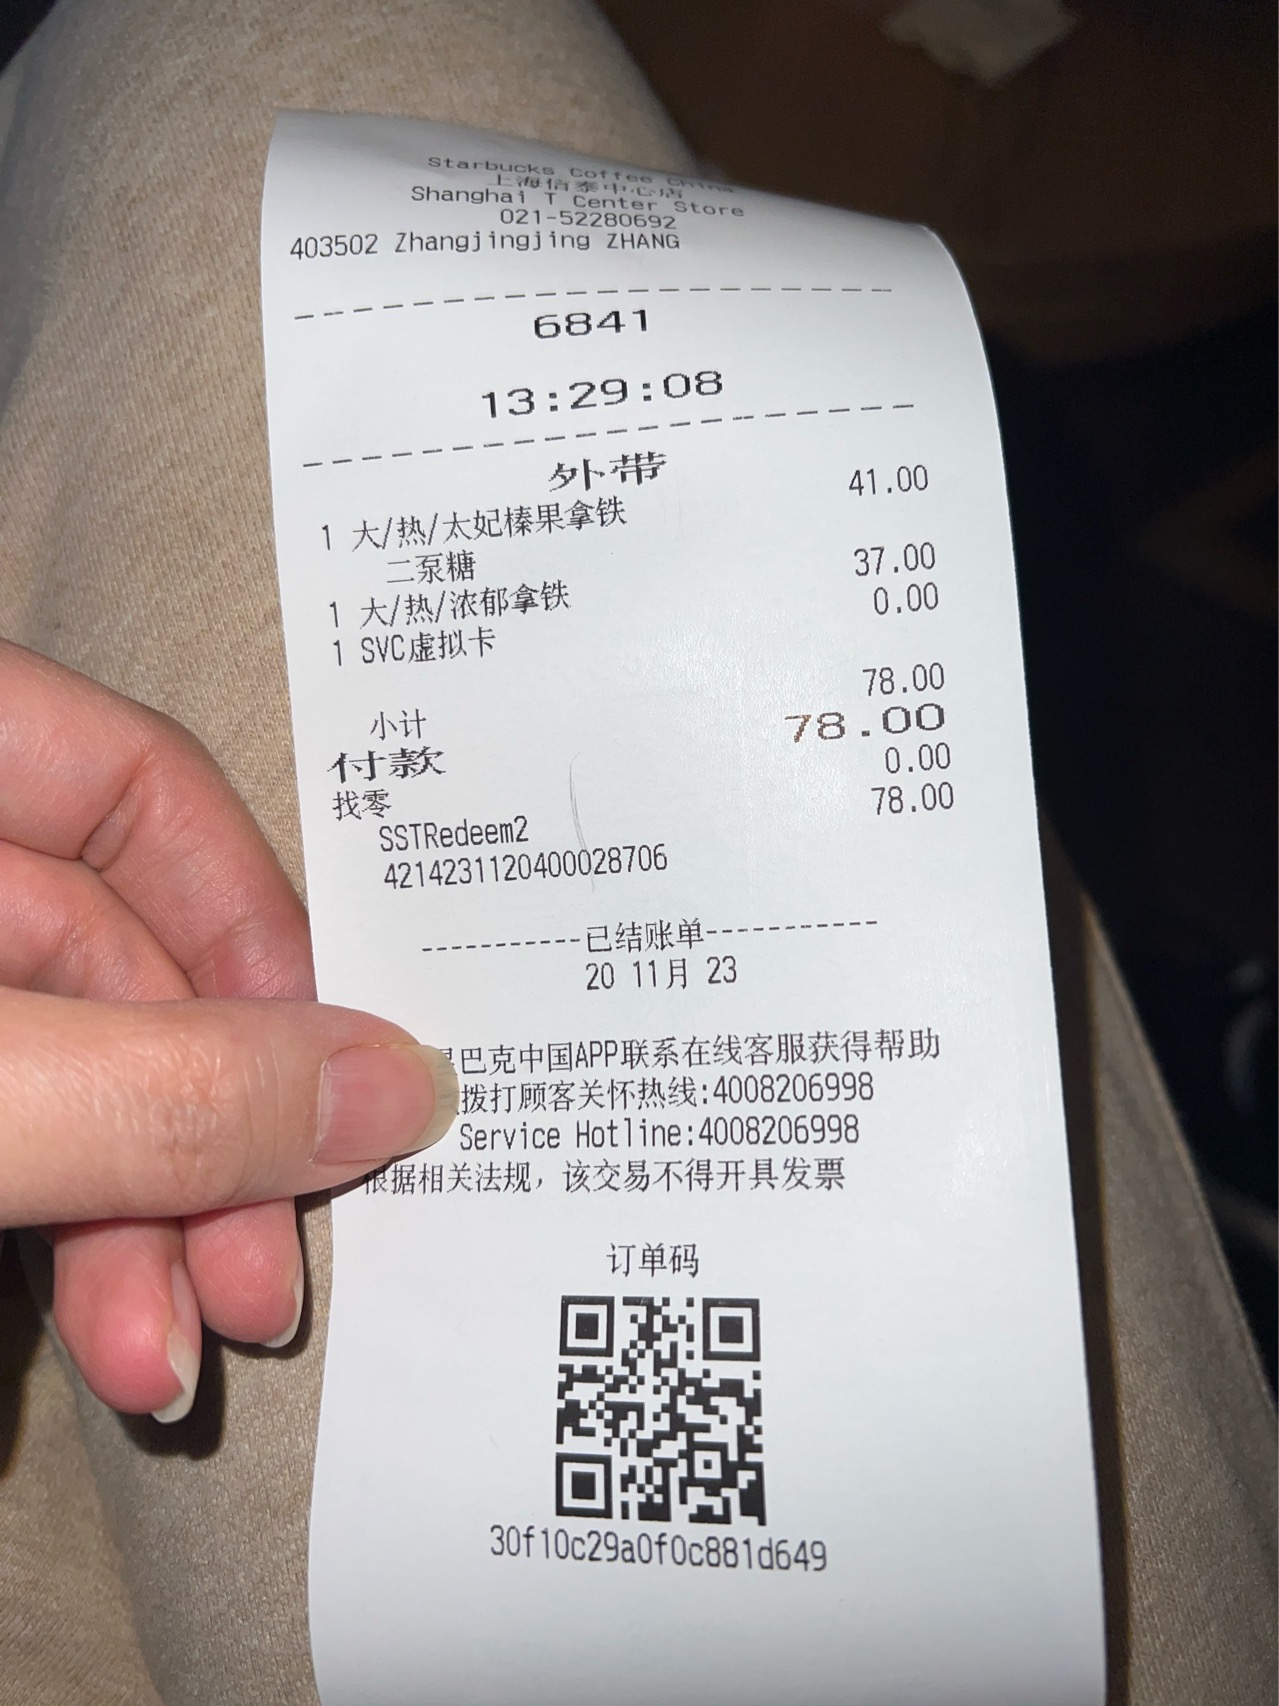 Starbucks Coffee China
上海信泰中心店
Shanghai T Center Store
021-52280692
403502 Zhangjingjing ZHANG
6841
13:29:08
外带
1 大/热/太妃榛果拿铁 41.00
二泵糖
1 大/热/浓郁拿铁 37.00
1 SVC虚拟卡 0.00
小计 78.00
付款 78.00
找零 0.00
SSTRedeem2 78.00
4214231120400028706
-----------已结账单-----------
20 11月 23
巴克中国APP联系在线客服获得帮助
拨打顾客关怀热线:4008206998
Service Hotline:4008206998
根据相关法规，该交易不得开具发票
订单码
30f10c29a0f0c881d649